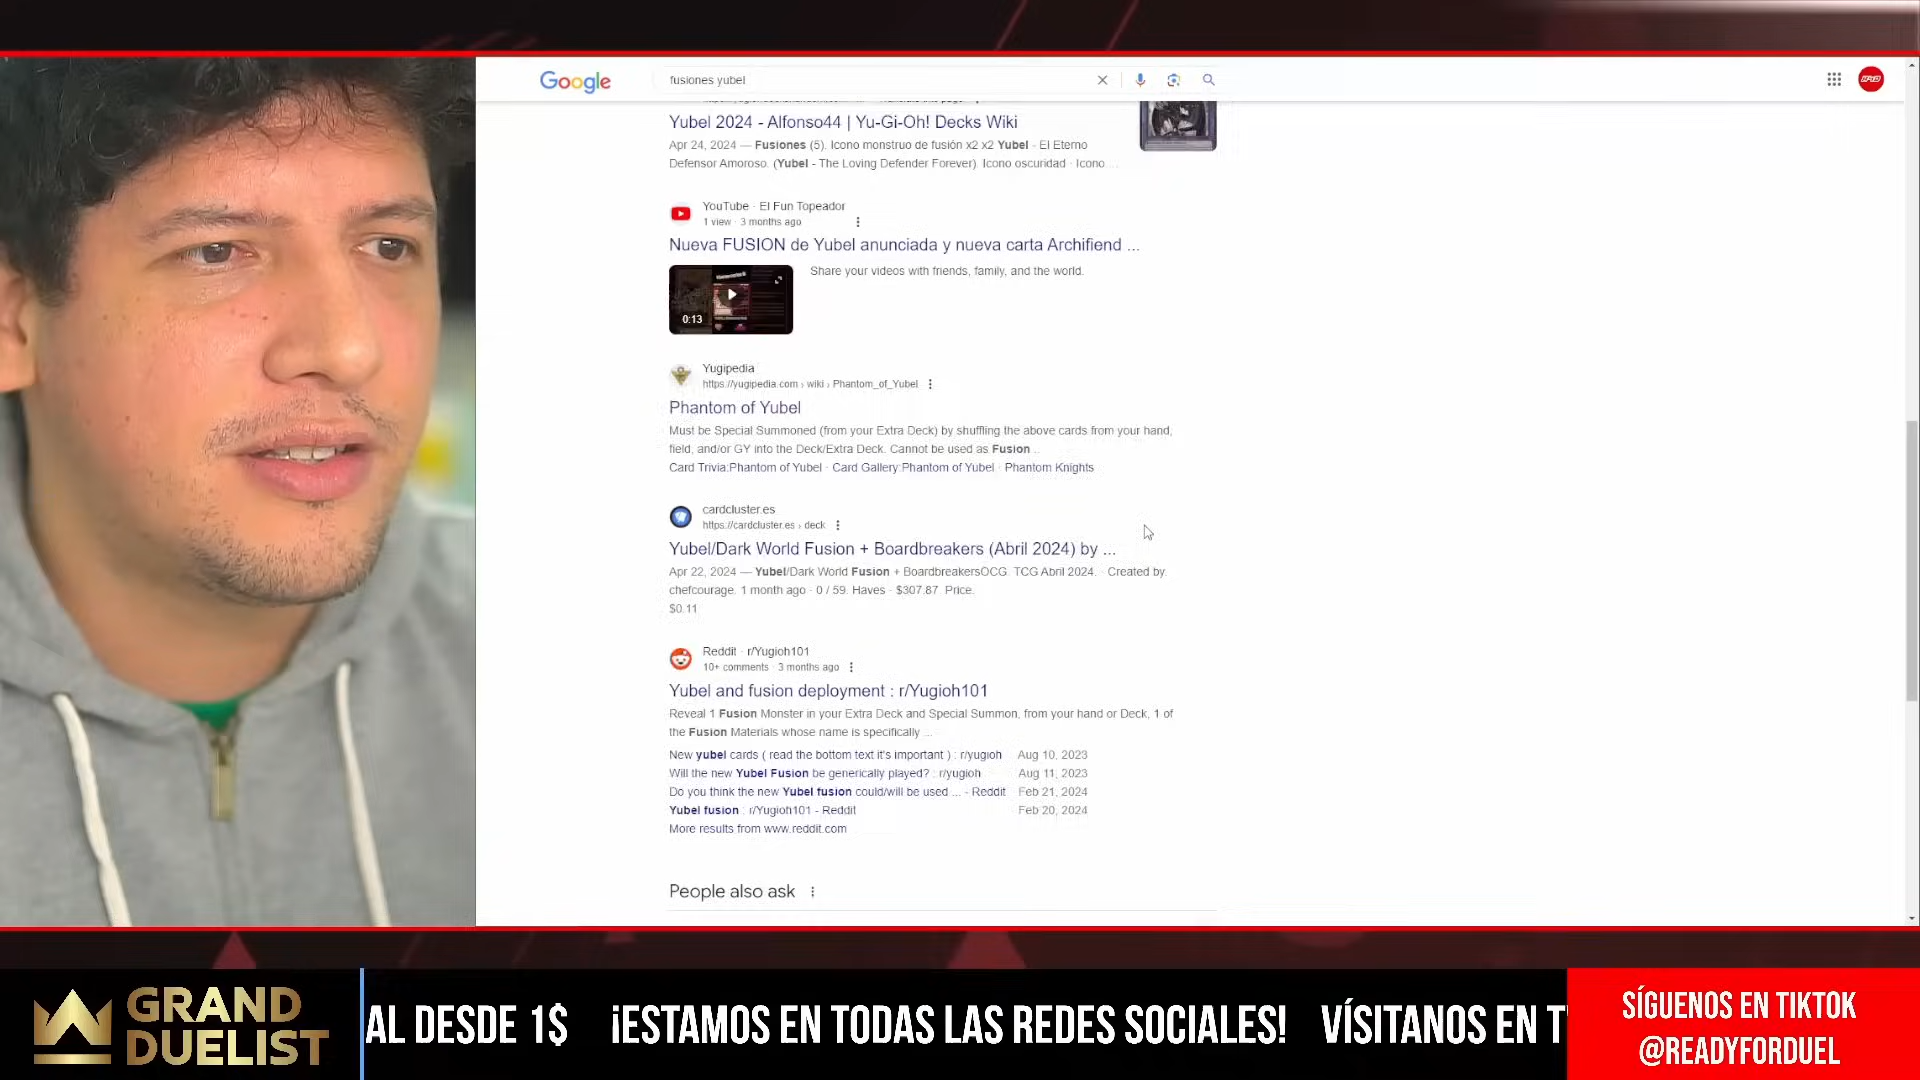 Google
fusiones yubel
Yubel 2024 - Alfonso44 | Yu-Gi-Oh! Decks Wiki
Apr 24, 2024 — Fusiones (5). Icono monstruo de fusión x2 x2 Yubel - El Eterno
Defensor Amoroso. (Yubel - The Loving Defender Forever). Icono oscuridad · Icono ...
YouTube · El Fun Topeador
1 view · 3 months ago
Nueva FUSION de Yubel anunciada y nueva carta Archifiend ...
Share your videos with friends, family, and the world.
0:13
Yugipedia
https://yugipedia.com › wiki › Phantom_of_Yubel
Phantom of Yubel
Must be Special Summoned (from your Extra Deck) by shuffling the above cards from your hand,
field, and/or GY into the Deck/Extra Deck. Cannot be used as Fusion ...
Card Trivia:Phantom of Yubel · Card Gallery:Phantom of Yubel · Phantom Knights
cardcluster.es
https://cardcluster.es › deck
Yubel/Dark World Fusion + Boardbreakers (Abril 2024) by ...
Apr 22, 2024 — Yubel/Dark World Fusion + BoardbreakersOCG. TCG Abril 2024. · Created by
chefcourage. 1 month ago · 0 / 59. Haves · $307.87. Price.
$0.11
Reddit · r/Yugioh101
10+ comments · 3 months ago
Yubel and fusion deployment : r/Yugioh101
Reveal 1 Fusion Monster in your Extra Deck and Special Summon, from your hand or Deck, 1 of
the Fusion Materials whose name is specifically ...
New yubel cards ( read the bottom text it's important ) : r/yugioh Aug 10, 2023
Will the new Yubel Fusion be generically played? : r/yugioh Aug 11, 2023
Do you think the new Yubel fusion could/will be used ... - Reddit Feb 21, 2024
Yubel fusion : r/Yugioh101 - Reddit Feb 20, 2024
More results from www.reddit.com
People also ask
GRAND
DUELIST
AL DESDE 1$ ¡ESTAMOS EN TODAS LAS REDES SOCIALES! VÍSITANOS EN
SÍGUENOS EN TIKTOK
@READYFORDUEL